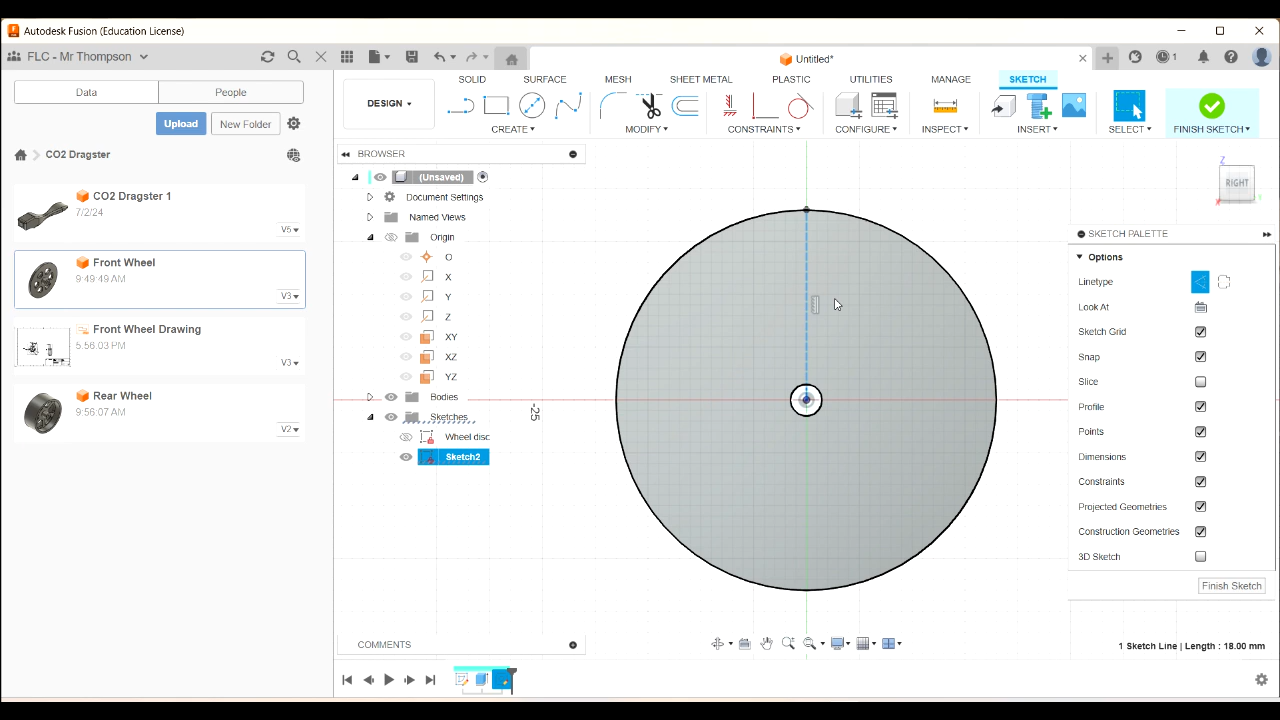 Autodesk Fusion (Education License)
FLC - Mr Thompson
Untitled*
1
Data
People
Upload
New Folder
CO2 Dragster
CO2 Dragster 1
7/2/24
V5
Front Wheel
9:49:49 AM
V3
Front Wheel Drawing
5:56:03 PM
V3
Rear Wheel
9:56:07 AM
V2
DESIGN
SOLID
SURFACE
MESH
SHEET METAL
PLASTIC
UTILITIES
MANAGE
SKETCH
CREATE
MODIFY
CONSTRAINTS
CONFIGURE
INSPECT
INSERT
SELECT
FINISH SKETCH
BROWSER
(Unsaved)
Document Settings
Named Views
Origin
O
X
Y
Z
XY
XZ
YZ
Bodies
Sketches
Wheel disc
Sketch2
-25
Z
RIGHT
SKETCH PALETTE
Options
Linetype
Look At
Sketch Grid
Snap
Slice
Profile
Points
Dimensions
Constraints
Projected Geometries
Construction Geometries
3D Sketch
Finish Sketch
COMMENTS
1 Sketch Line | Length : 18.00 mm